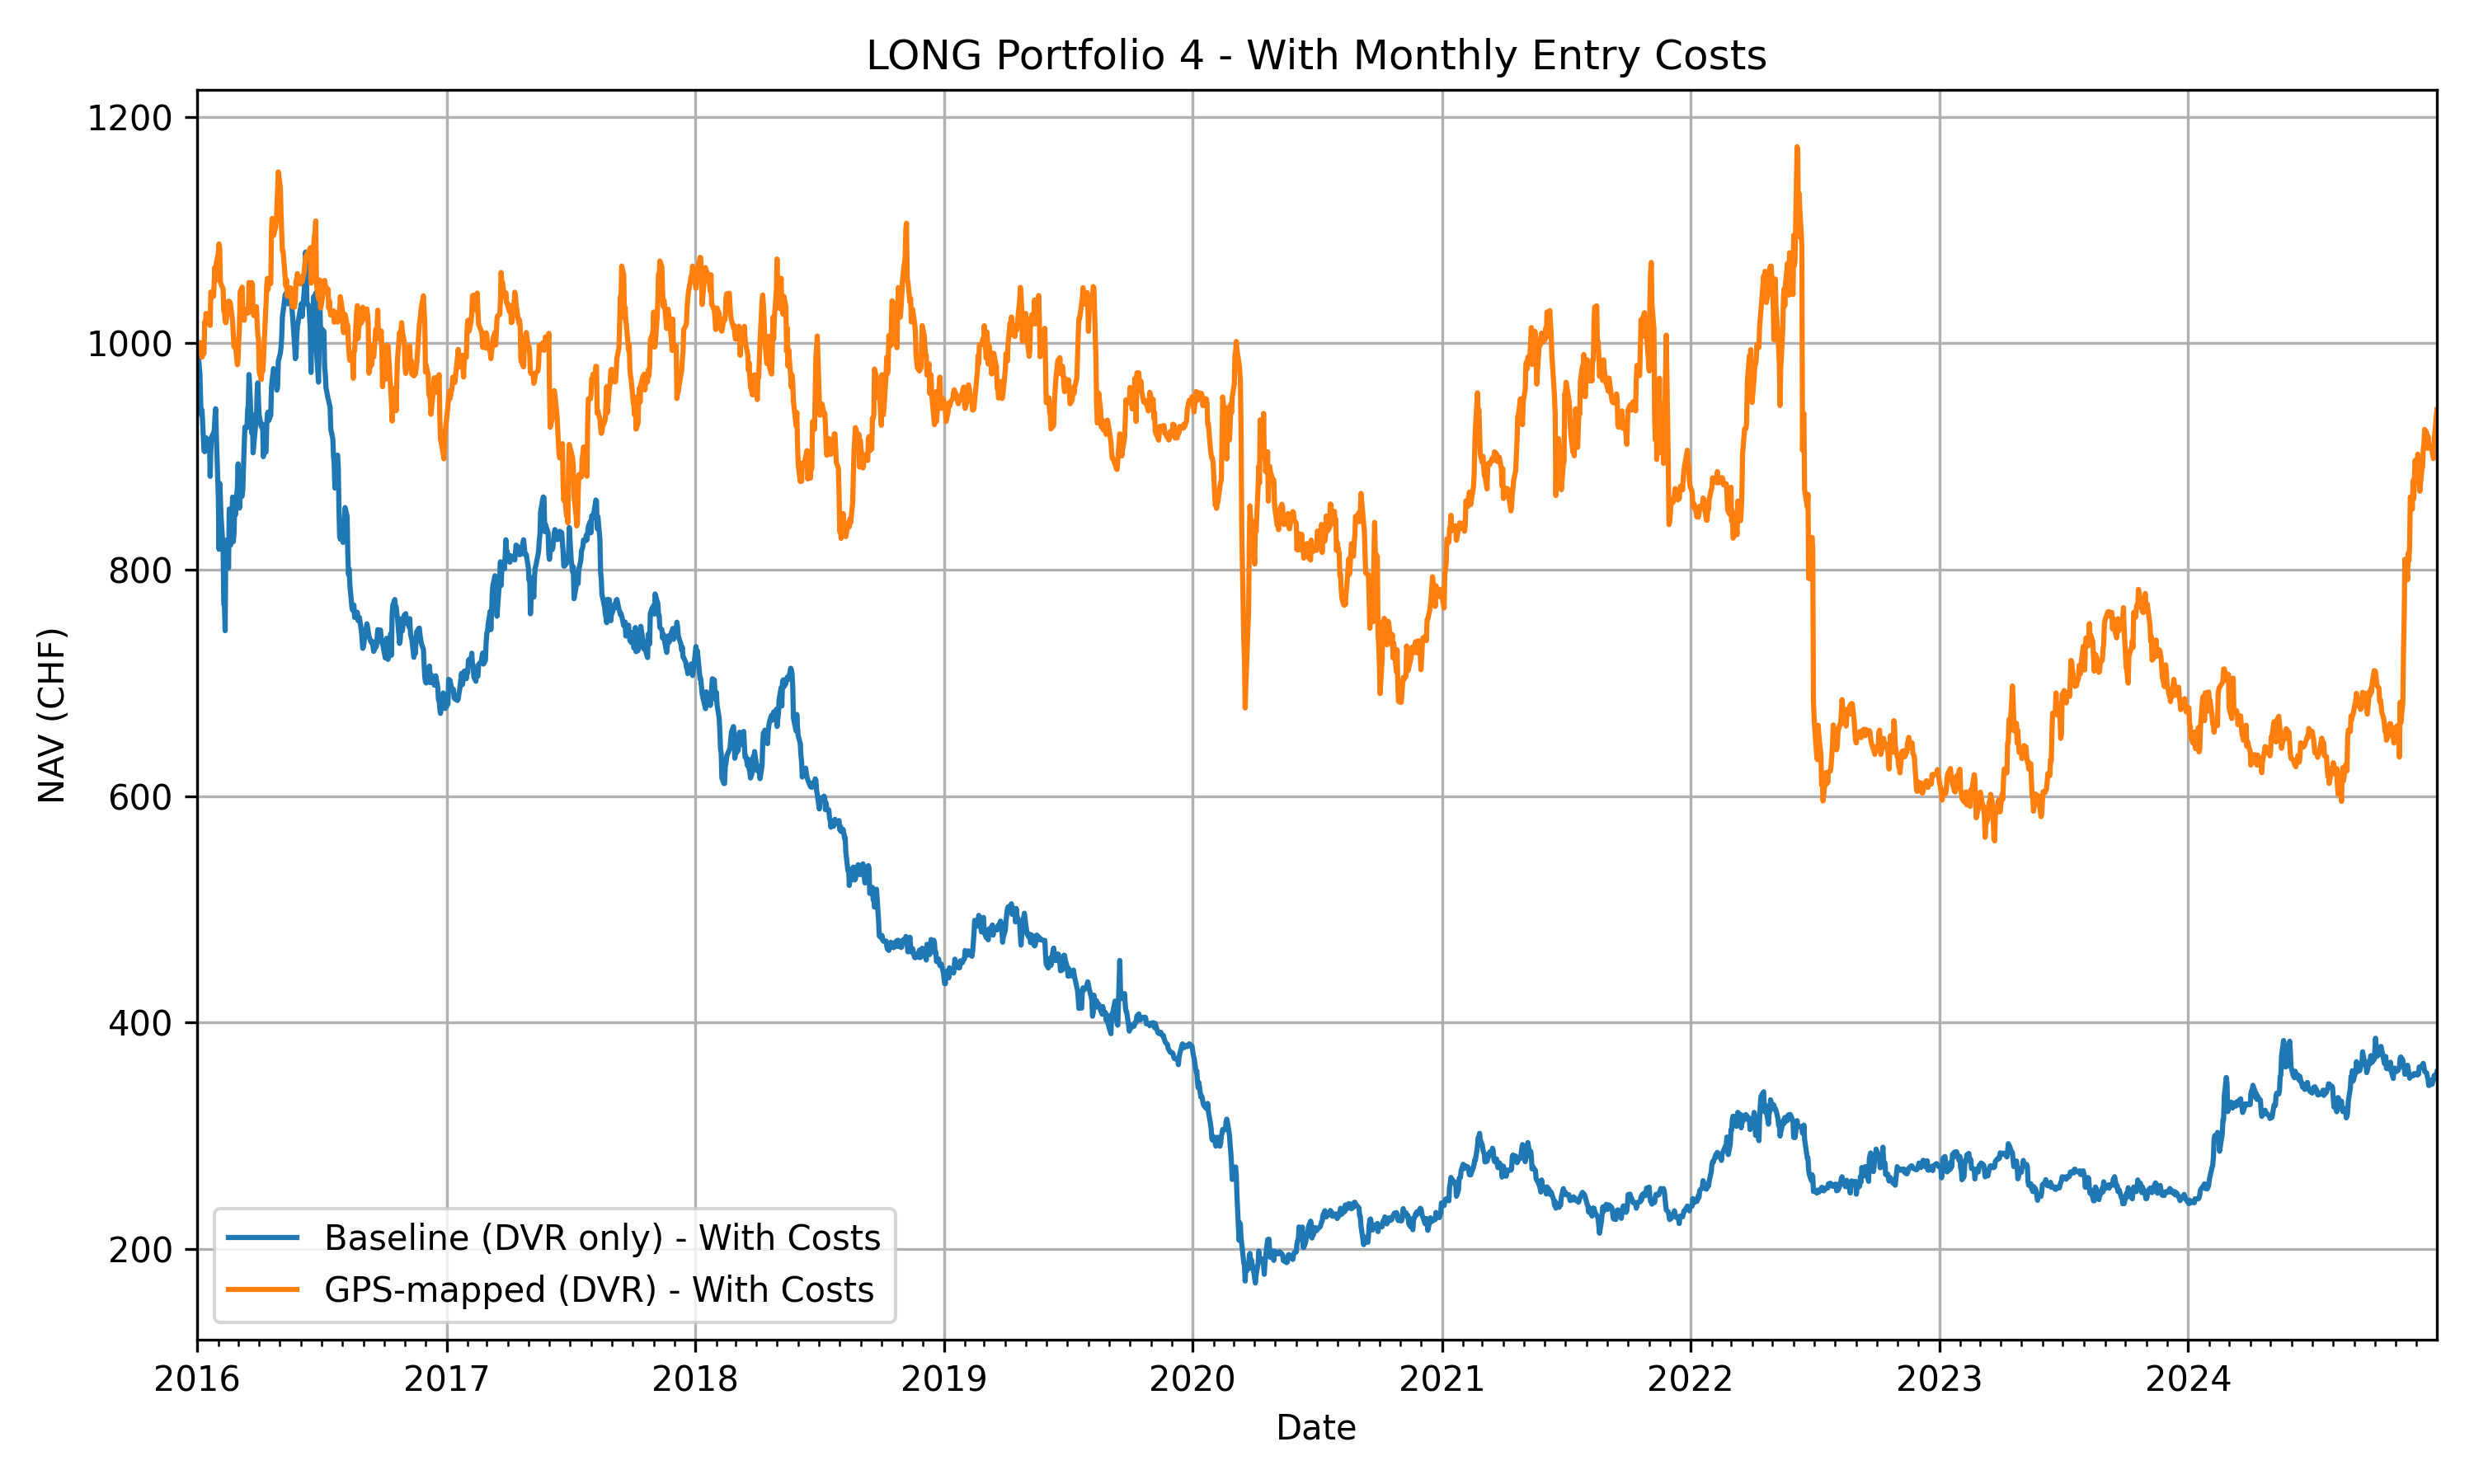 LONG Portfolio 4 - With Monthly Entry Costs
1200
1000
800
600
400
200
NAV (CHF)
Baseline (DVR only) - With Costs
GPS-mapped (DVR) - With Costs
2016 2017 2018 2019 2020 2021 2022 2023 2024
Date